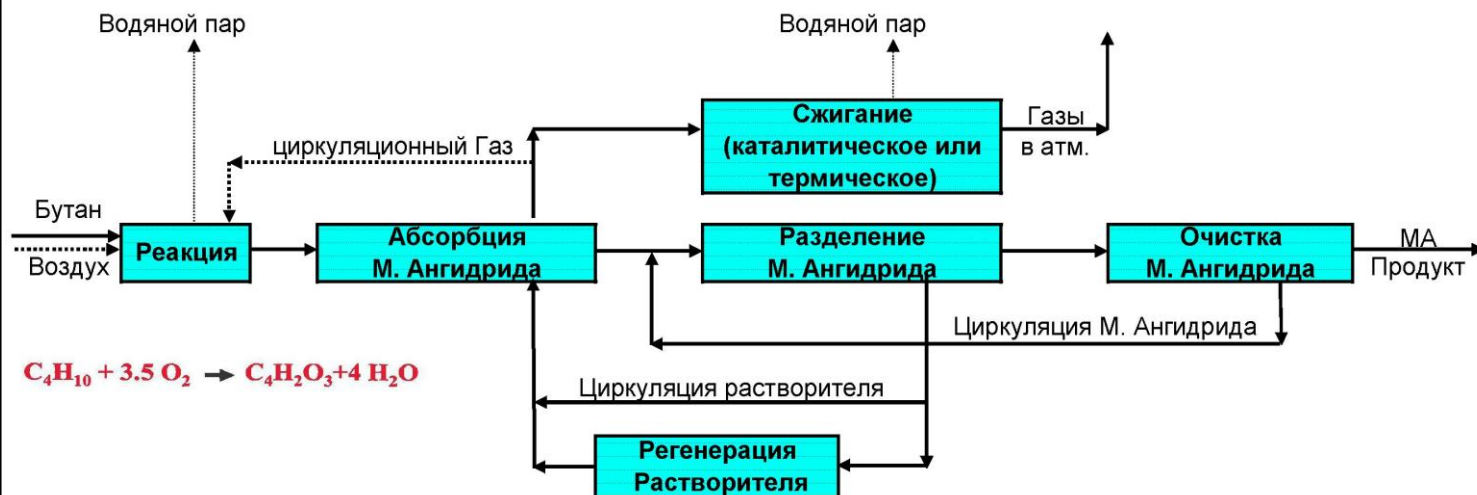 Водяной пар
Водяной пар
Сжигание
(каталитическое или
термическое)
Газы
в атм.
циркуляционный Газ
Бутан
Воздух
Реакция
Абсорбция
М. Ангидрида
Разделение
М. Ангидрида
Очистка
М. Ангидрида
МА
Продукт
Циркуляция М. Ангидрида
C₄H₁₀ + 3.5 O₂ → C₄H₂O₃+4 H₂O
Циркуляция растворителя
Регенерация
Растворителя